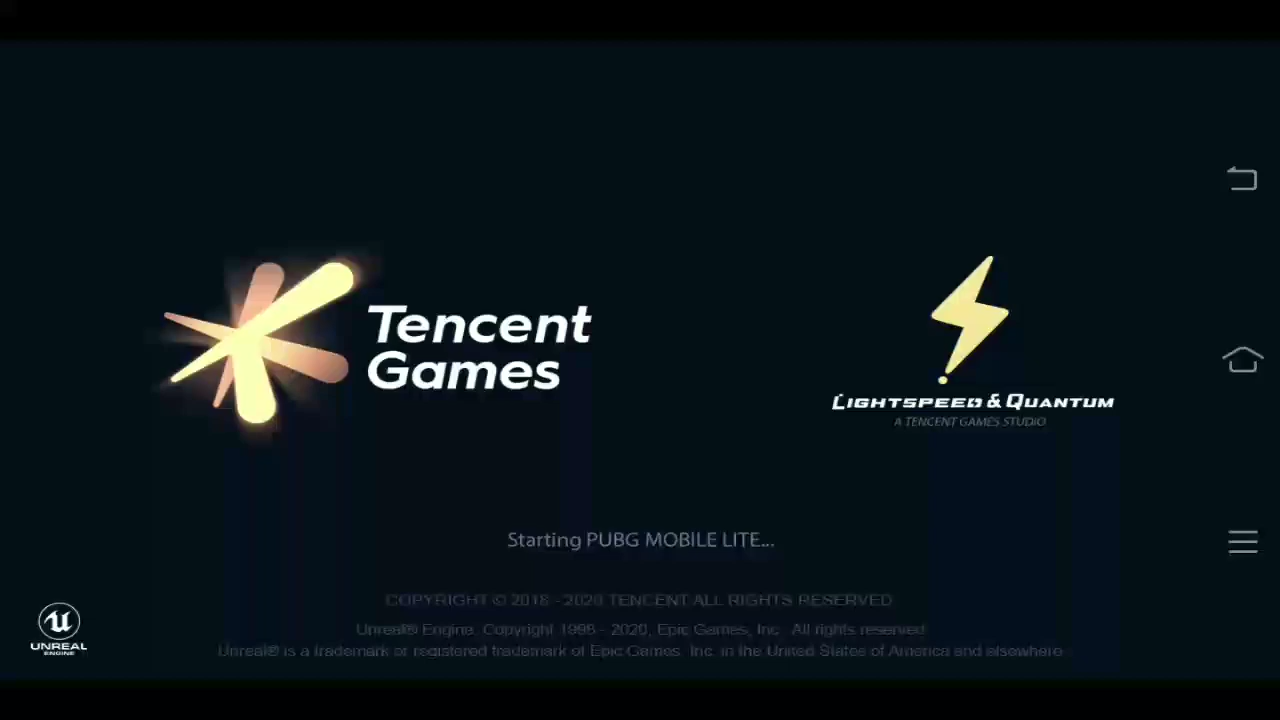 Tencent
Games
LIGHTSPEED & QUANTUM
A TENCENT GAMES STUDIO
Starting PUBG MOBILE LITE...
COPYRIGHT © 2018 - 2020 TENCENT ALL RIGHTS RESERVED
Unreal® Engine, Copyright 1998 - 2020, Epic Games, Inc. All rights reserved
Unreal® is a trademark or registered trademark of Epic Games, Inc. in the United States of America and elsewhere
UNREAL
ENGINE